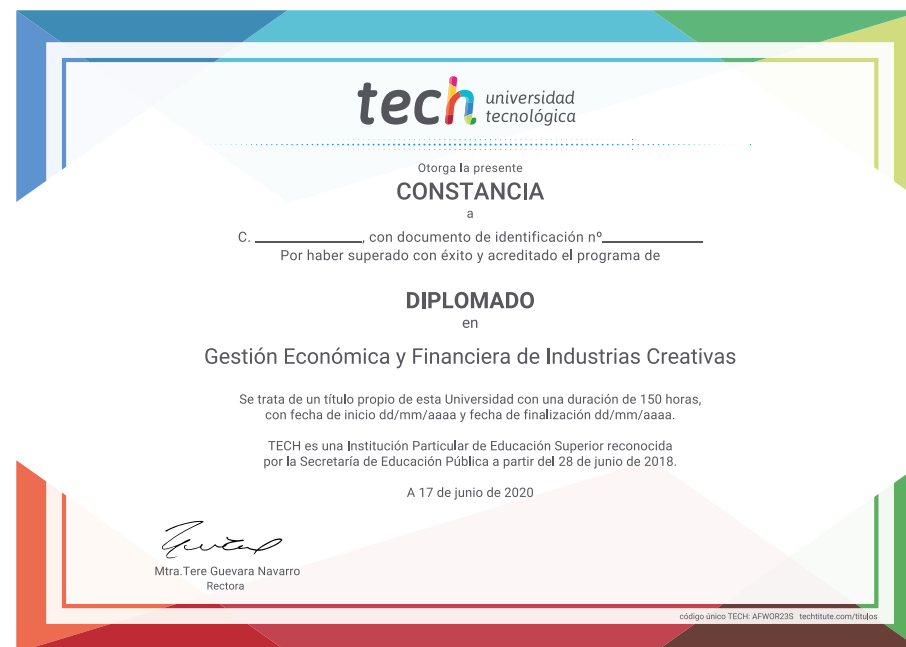 tech universidad
tecnológica
Otorga la presente
CONSTANCIA
a
C. ____________, con documento de identificación nº____________
Por haber superado con éxito y acreditado el programa de
DIPLOMADO
en
Gestión Económica y Financiera de Industrias Creativas
Se trata de un título propio de esta Universidad con una duración de 150 horas,
con fecha de inicio dd/mm/aaaa y fecha de finalización dd/mm/aaaa.
TECH es una Institución Particular de Educación Superior reconocida
por la Secretaría de Educación Pública a partir del 28 de junio de 2018.
A 17 de junio de 2020
Mtra.Tere Guevara Navarro
Rectora
código único TECH: AFWOR23S techtitute.com/titulos